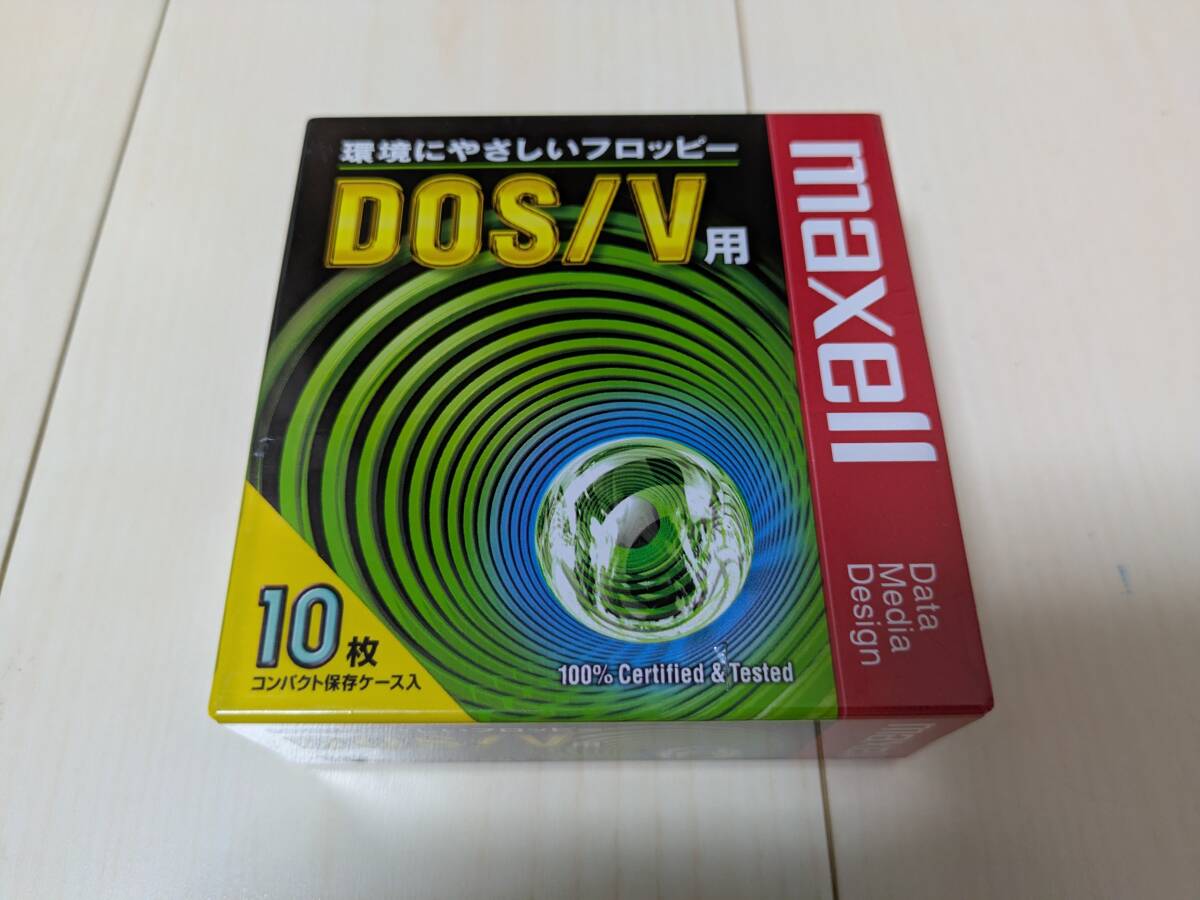 環境にやさしいフロッピー
DOS/V用
maxell
Data
Media
Design
10枚
コンパクト保存ケース入
100% Certified & Tested